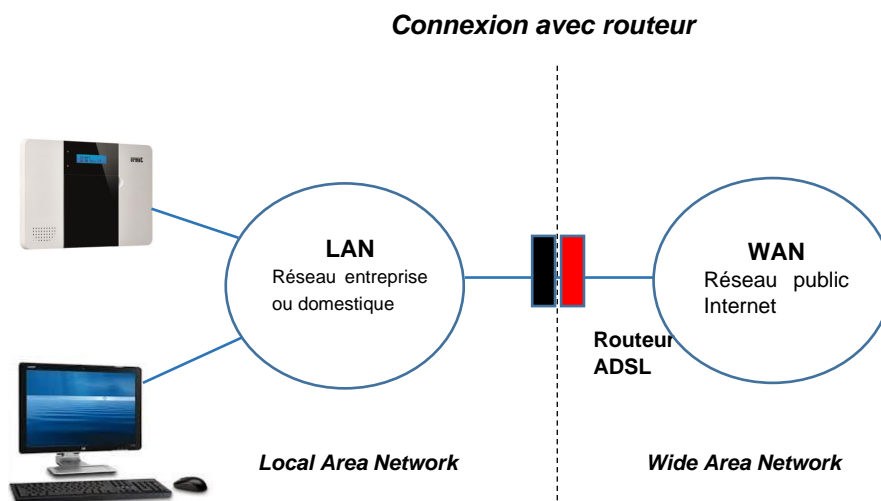 Connexion avec routeur
LAN
Réseau entreprise
ou domestique
WAN
Réseau public
Internet
Routeur
ADSL
Local Area Network
Wide Area Network